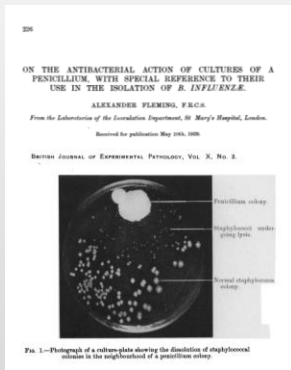 226
ON THE ANTIBACTERIAL ACTION OF CULTURES OF A
PENICILLIUM, WITH SPECIAL REFERENCE TO THEIR
USE IN THE ISOLATION OF B. INFLUENZÆ.
ALEXANDER FLEMING, F.R.C.S.
From the Laboratories of the Inoculation Department, St Mary's Hospital, London.
Received for publication May 10th, 1929.
BRITISH JOURNAL OF EXPERIMENTAL PATHOLOGY, VOL X, NO. 3.
Penicillium colony.
Staphylococci under-
going lysis.
Normal staphylococcal
colony.
FIG. 1.—Photograph of a culture-plate showing the dissolution of staphylococcal
colonies in the neighbourhood of a penicillium colony.